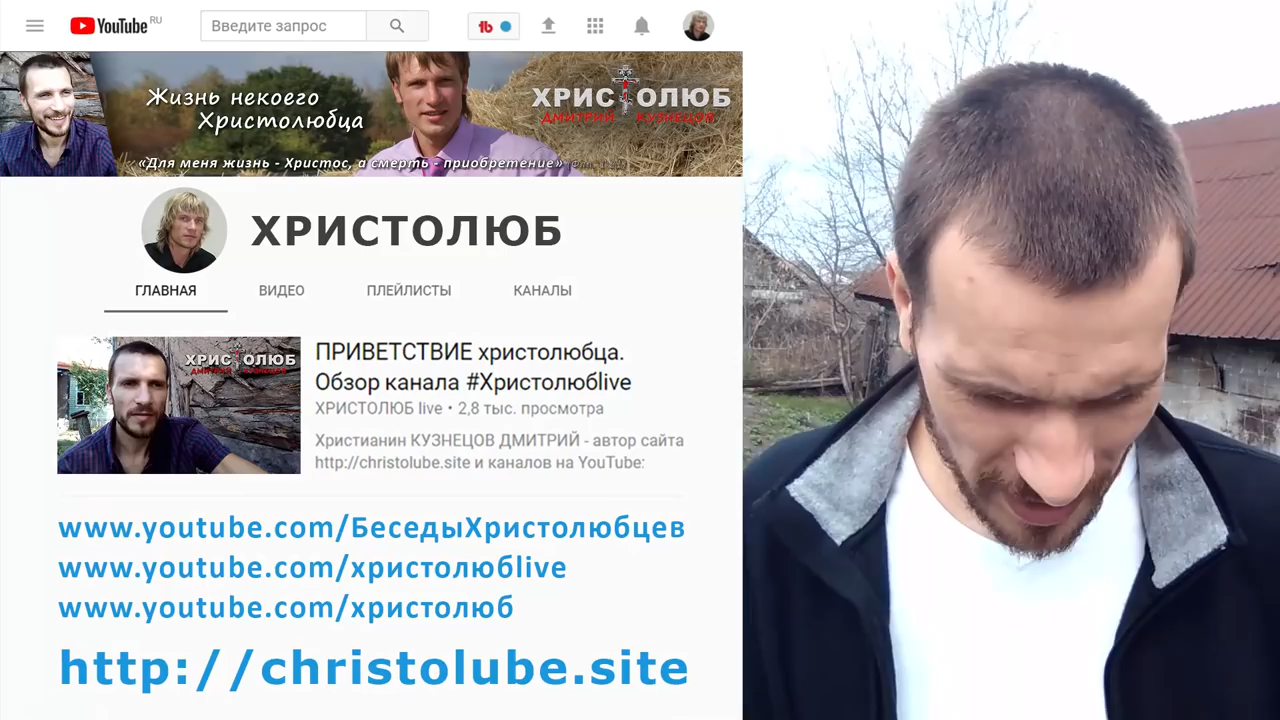 YouTube RU
Введите запрос
tb
Жизнь некоего
Христолюбца
ХРИСТОЛЮБ
ДМИТРИЙ КУЗНЕЦОВ
«Для меня жизнь - Христос, а смерть - приобретение»
ХРИСТОЛЮБ
ГЛАВНАЯ ВИДЕО ПЛЕЙЛИСТЫ КАНАЛЫ
ХРИСТОЛЮБ
ДМИТРИЙ КУЗНЕЦОВ
ПРИВЕТСТВИЕ христолюбца.
Обзор канала #Христолюбlive
ХРИСТОЛЮБ live • 2,8 тыс. просмотра
Христианин КУЗНЕЦОВ ДМИТРИЙ - автор сайта
http://christolube.site и каналов на YouTube:
www.youtube.com/БеседыХристолюбцев
www.youtube.com/христолюбlive
www.youtube.com/христолюб
http://christolube.site